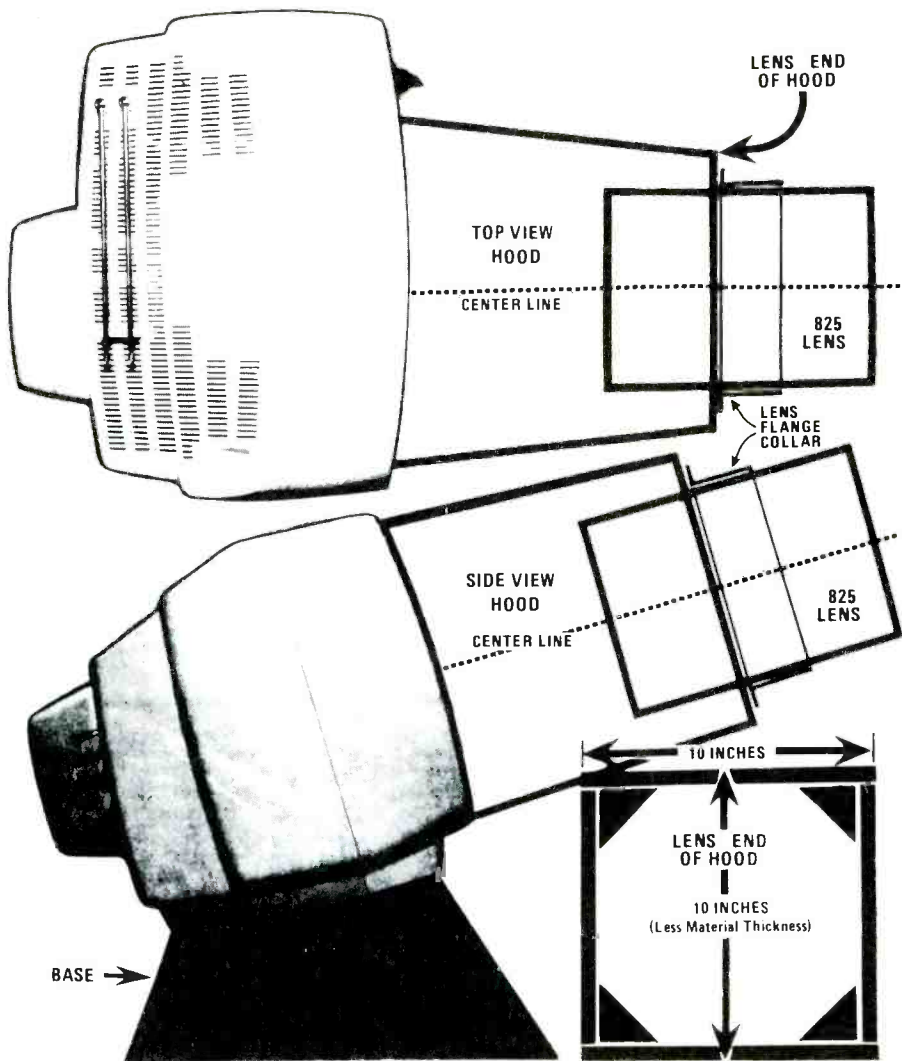 LENS END
OF HOOD
TOP VIEW
HOOD
CENTER LINE
825
LENS
LENS
FLANGE
COLLAR
SIDE VIEW
HOOD
CENTER LINE
825
LENS
10 INCHES
LENS END
OF HOOD
10 INCHES
(Less Material Thickness)
BASE